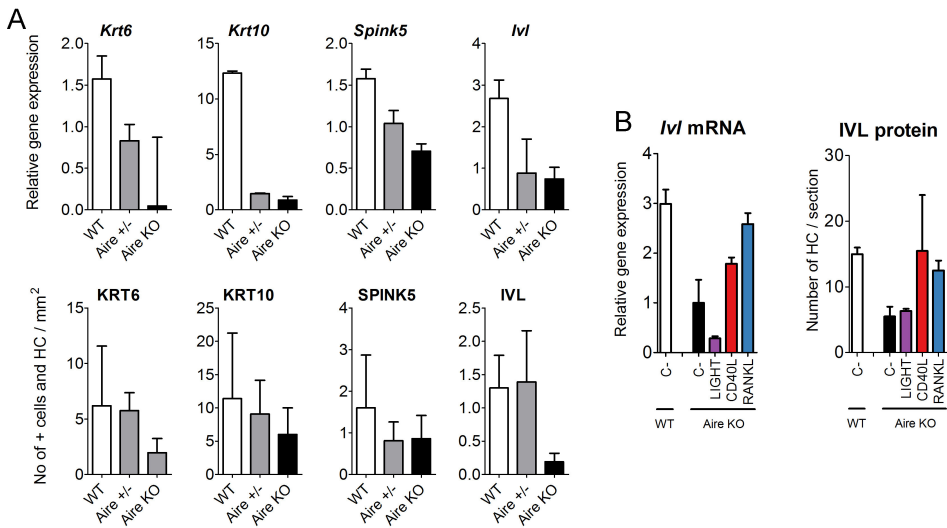 A
Krt6
Krt10
Spink5
Ivl
Relative gene expression
2.0
1.5
1.0
0.5
0.0
WT
Aire +/-
Aire KO
15
10
5
0
WT
Aire +/-
Aire KO
2.0
1.5
1.0
0.5
0.0
WT
Aire +/-
Aire KO
4
3
2
1
0
WT
Aire +/-
Aire KO
KRT6
KRT10
SPINK5
IVL
No of + cells and HC / mm2
15
10
5
0
WT
Aire +/-
Aire KO
25
20
15
10
5
0
WT
Aire +/-
Aire KO
4
3
2
1
0
WT
Aire +/-
Aire KO
2.5
2.0
1.5
1.0
0.5
0.0
WT
Aire +/-
Aire KO
B
Ivl mRNA
Relative gene expression
4
3
2
1
0
C-
C-
LIGHT
CD40L
RANKL
WT
Aire KO
IVL protein
Number of HC / section
30
20
10
0
C-
C-
LIGHT
CD40L
RANKL
WT
Aire KO